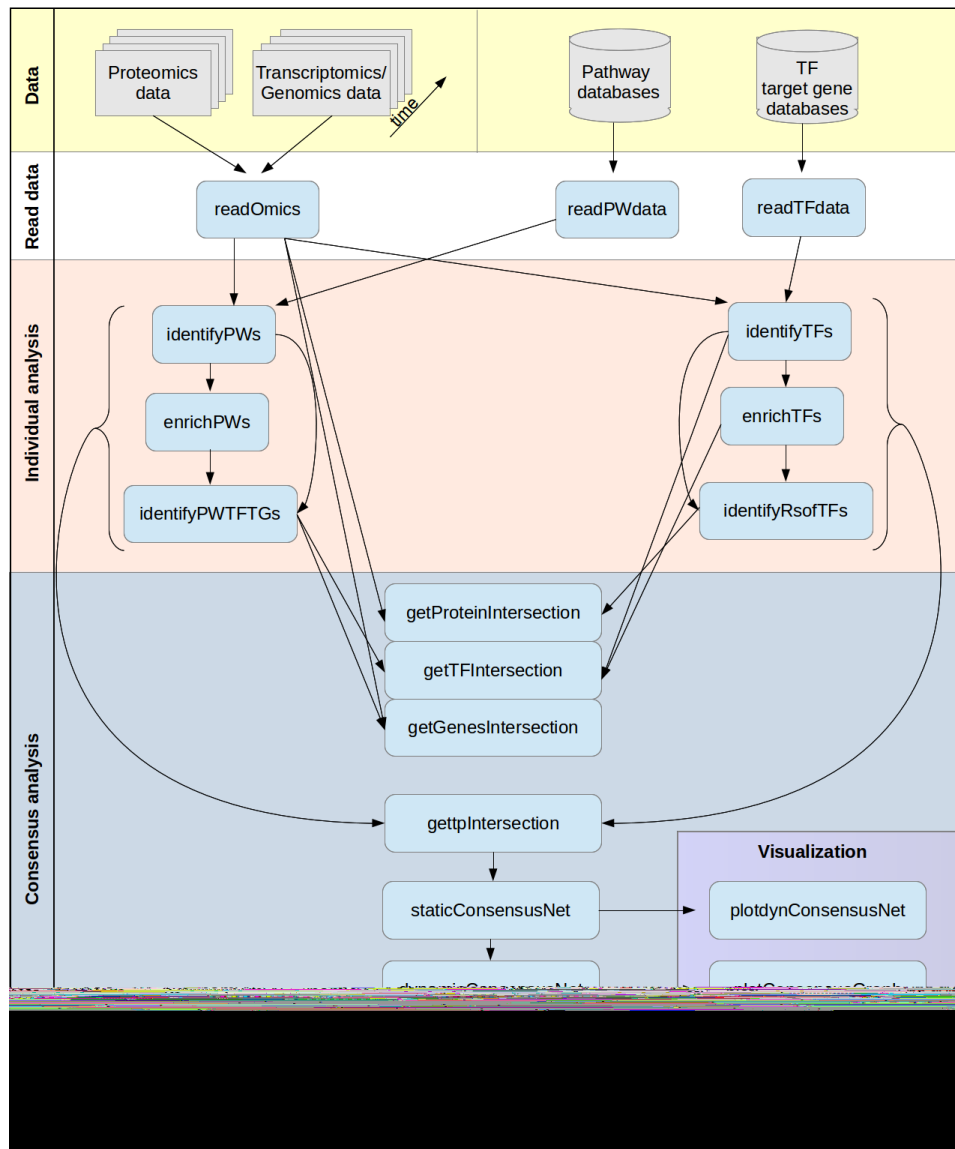 Data
Proteomics
data
Transcriptomics/
Genomics data
time
Pathway
databases
TF
target gene
databases
Read data
readOmics
readPWdata
readTFdata
Individual analysis
identifyPWs
identifyTFs
enrichPWs
enrichTFs
identifyPWTFTGs
identifyRsofTFs
Consensus analysis
getProteinIntersection
getTFIntersection
getGenesIntersection
gettpIntersection
Visualization
staticConsensusNet
plotdynConsensusNet